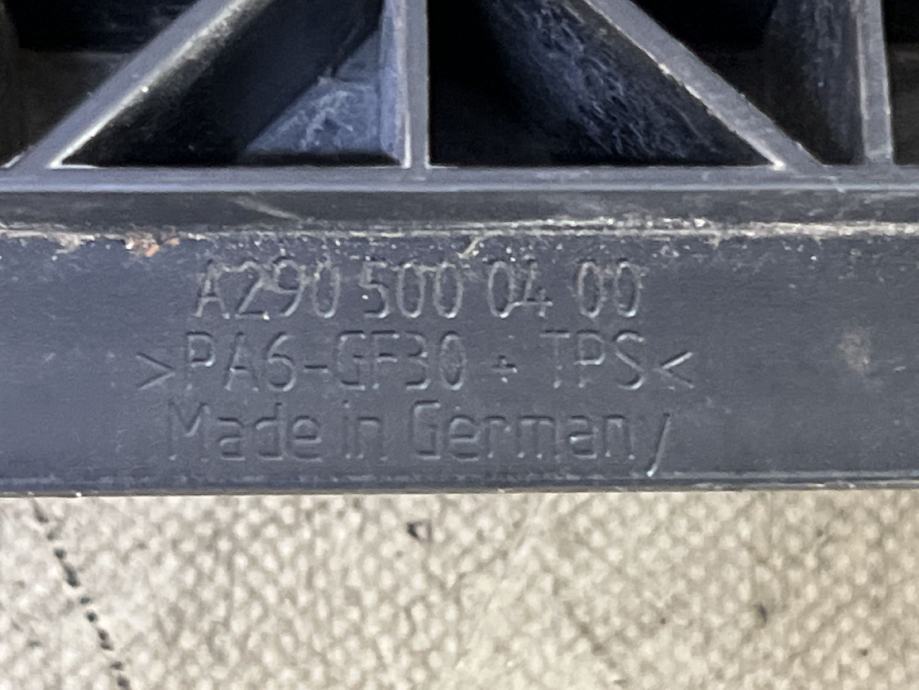 A290 500 04 00
>PA6-GF30 + TPS<
Made in Germany